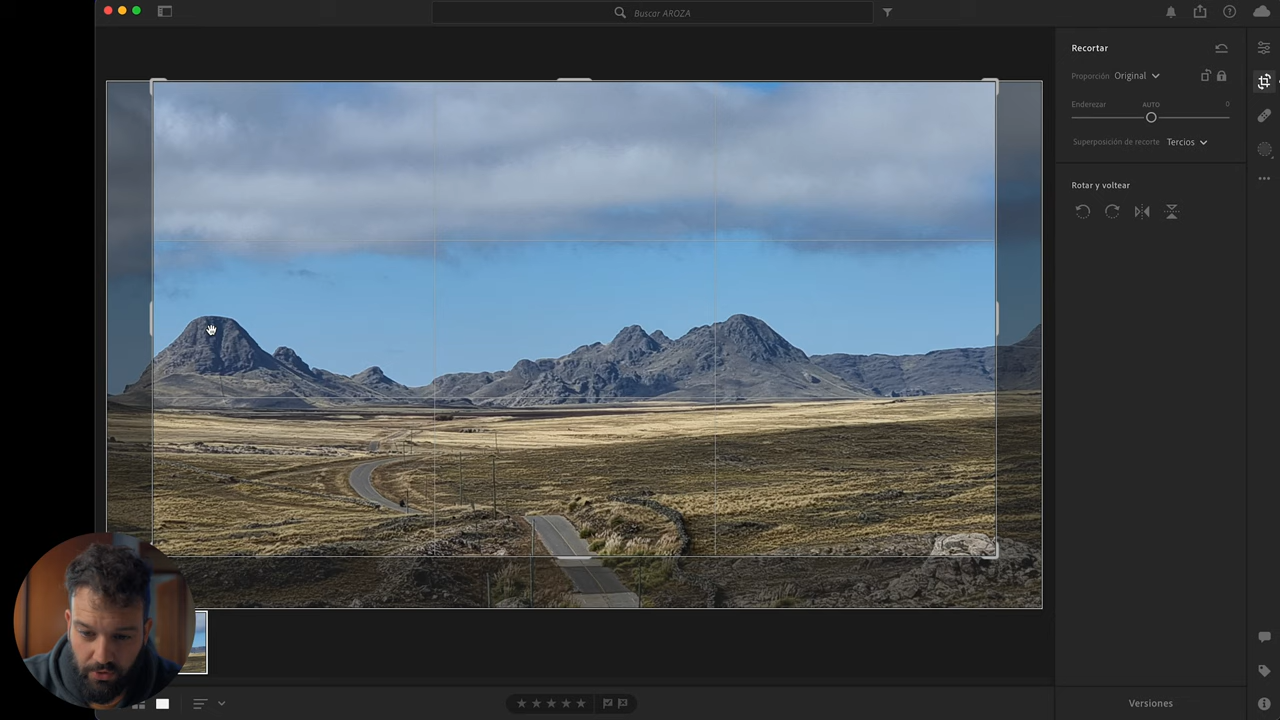 Buscar AROZA
Recortar
Proporción Original
Enderezar AUTO 0
Superposición de recorte Tercios
Rotar y voltear
Versiones